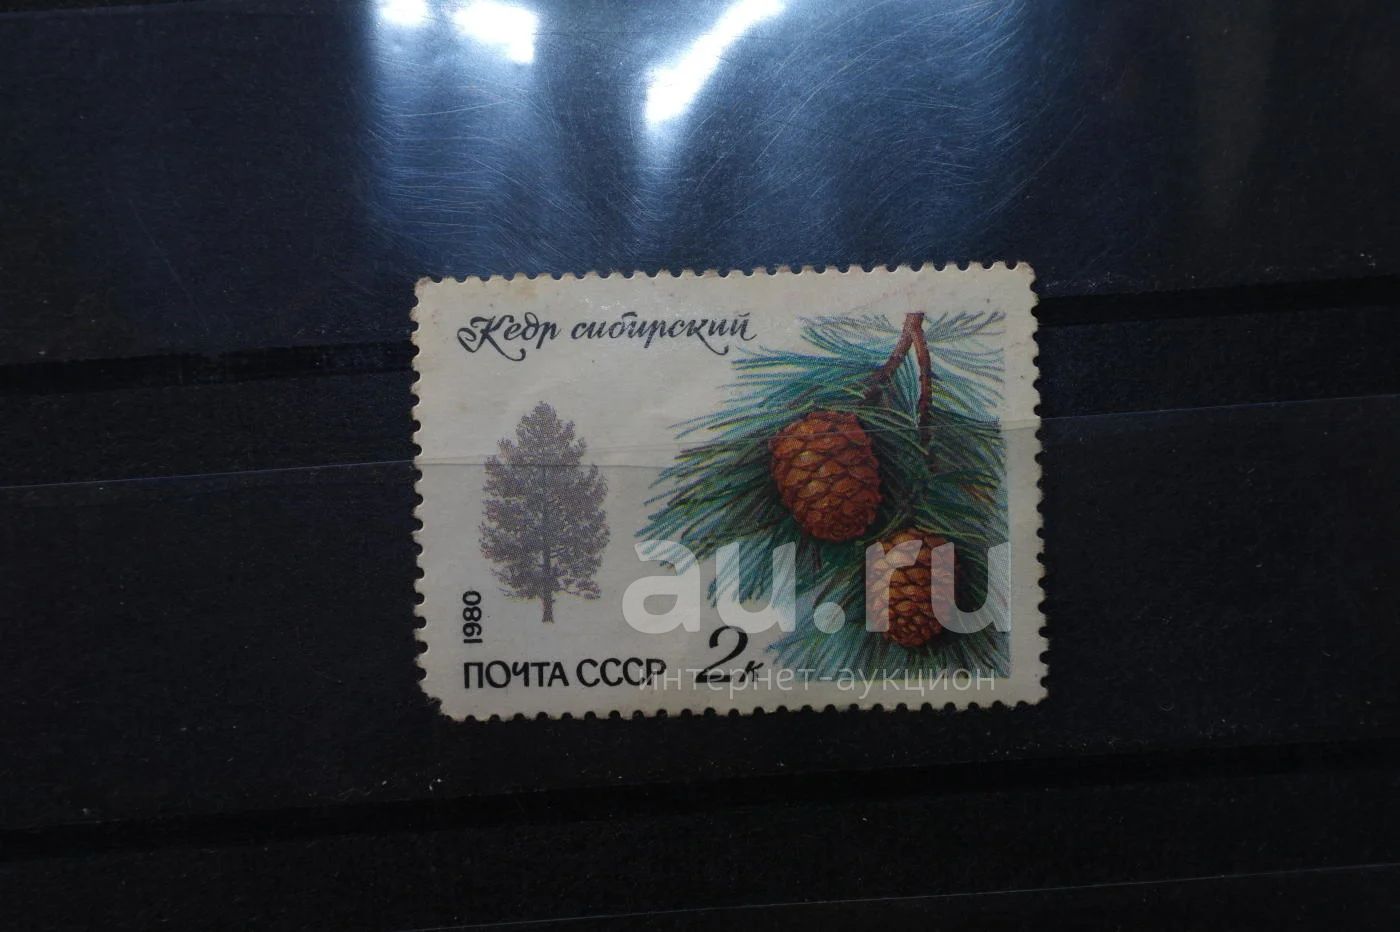 Кедр сибирский
1980
ПОЧТА СССР 2к
au.ru
интернет-аукцион